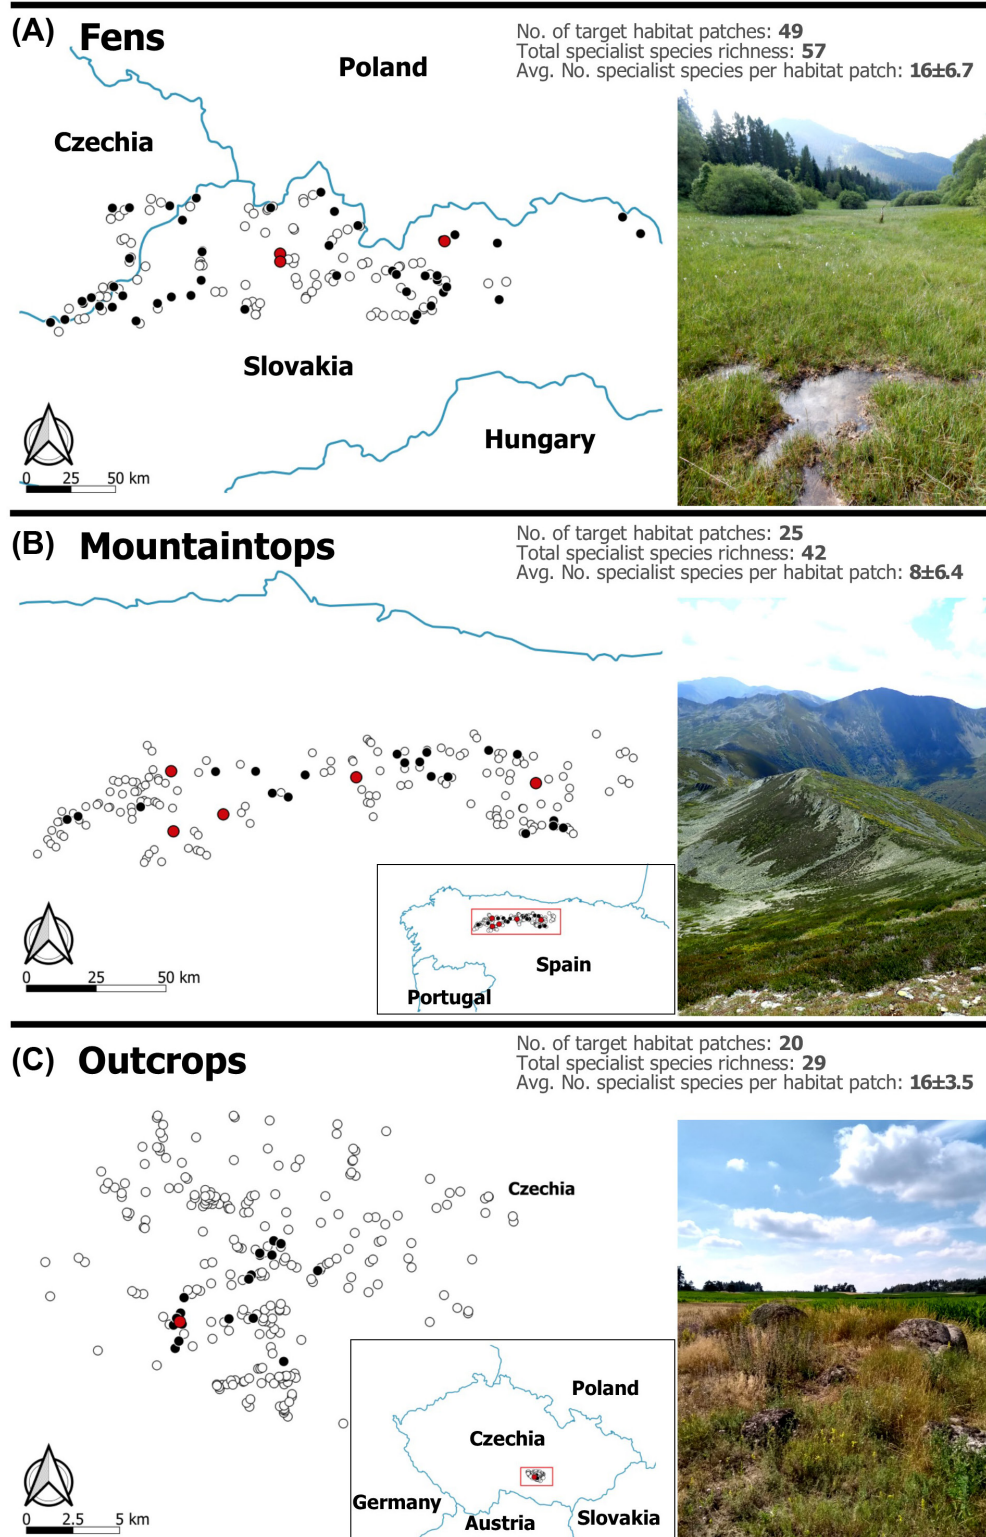 (A) Fens
No. of target habitat patches: 49
Total specialist species richness: 57
Avg. No. specialist species per habitat patch: 16±6.7
Poland
Czechia
Slovakia
Hungary
0 25 50 km
(B) Mountaintops
No. of target habitat patches: 25
Total specialist species richness: 42
Avg. No. specialist species per habitat patch: 8±6.4
0 25 50 km
Spain
Portugal
(C) Outcrops
No. of target habitat patches: 20
Total specialist species richness: 29
Avg. No. specialist species per habitat patch: 16±3.5
Czechia
0 2.5 5 km
Poland
Czechia
Germany
Austria
Slovakia